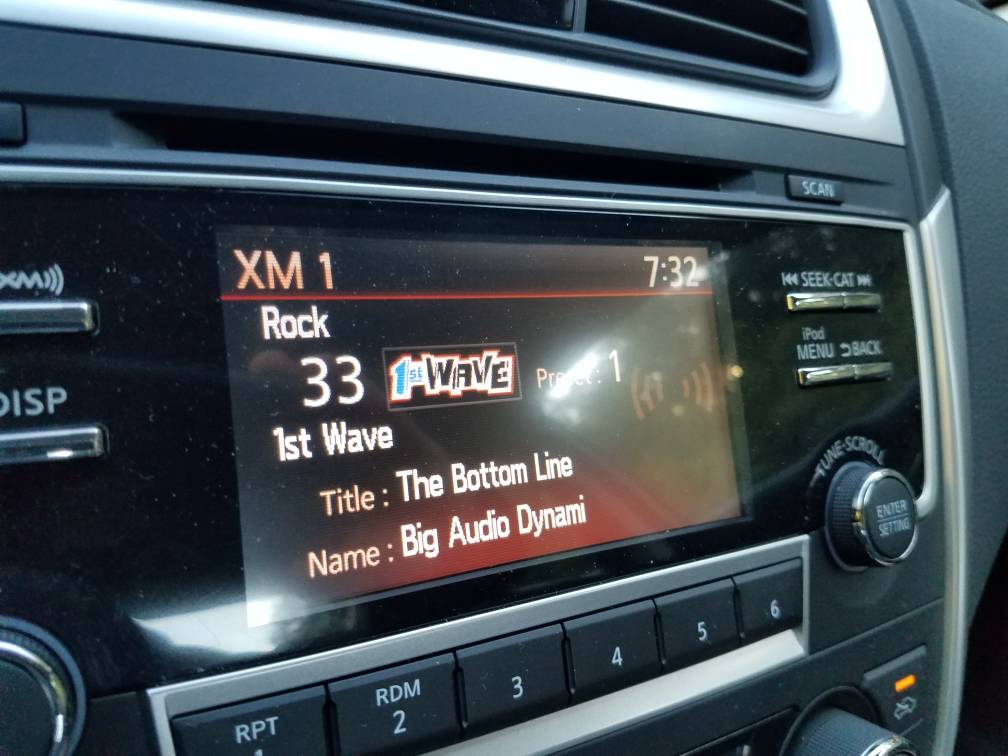 SCAN
XM
XM 1 7:32
SEEK·CAT
Rock
33 1st WAVE Preset: 1
iPod
MENU BACK
DISP
1st Wave
TUNE·SCROLL
Title : The Bottom Line
ENTER
SETTING
Name : Big Audio Dynami
RPT
1
RDM
2
3
4
5
6